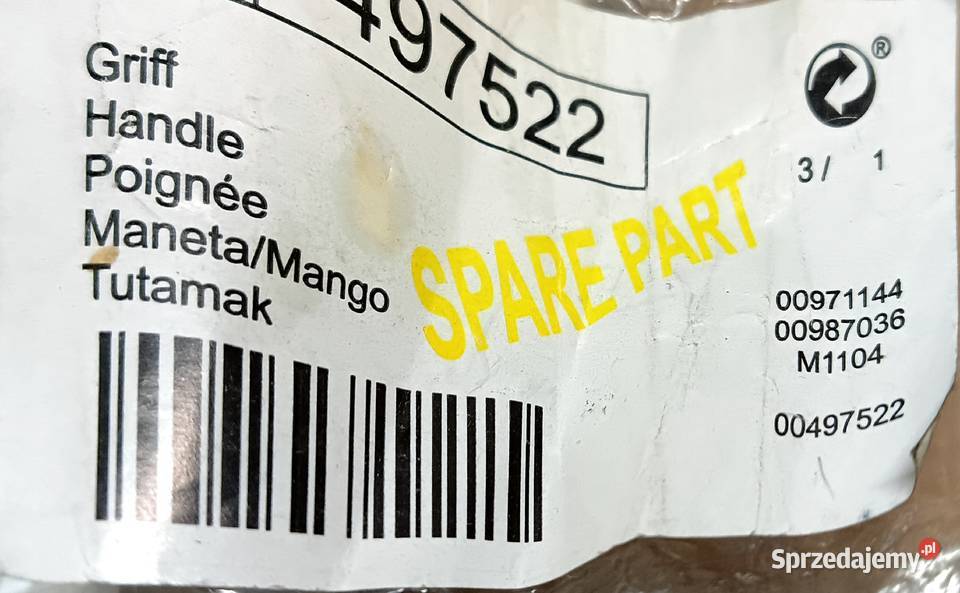 497522
Griff
Handle
Poignée
Maneta/Mango
Tutamak
SPARE PART
®
3 / 1
00971144
00987036
M1104
00497522
Sprzedajemy.pl